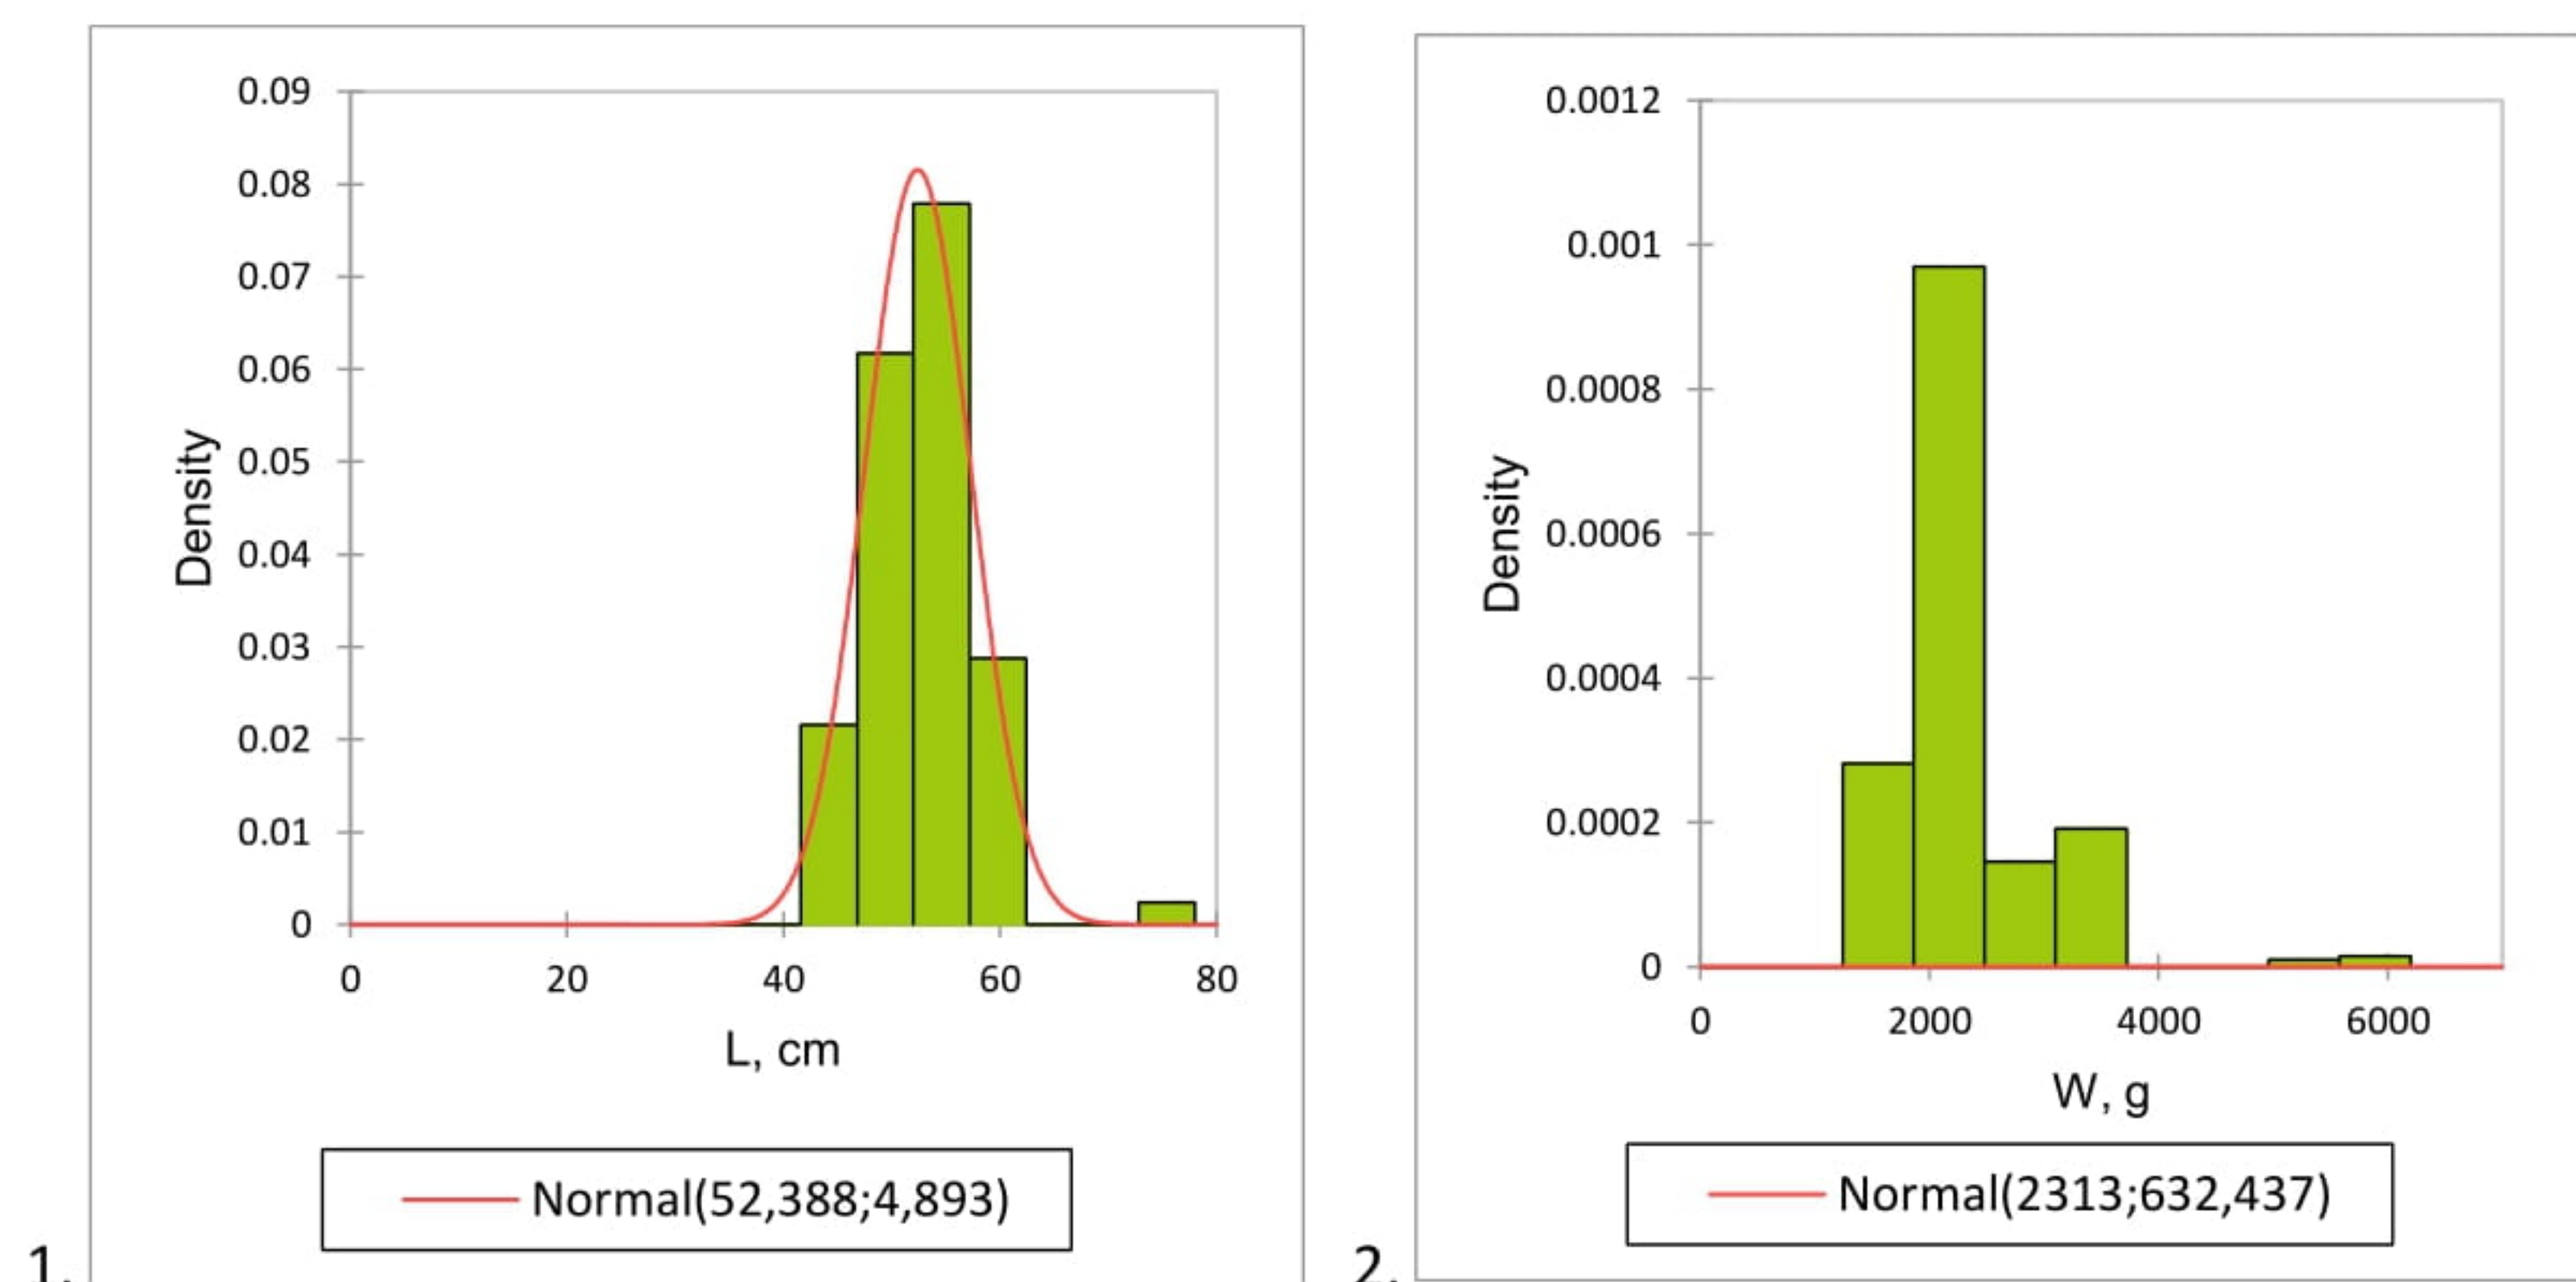 0.09
0.08
0.07
0.06
0.05
0.04
0.03
0.02
0.01
0
Density
0 20 40 60 80
L, cm
Normal(52,388;4,893)
1.
0.0012
0.001
0.0008
0.0006
0.0004
0.0002
0
Density
0 2000 4000 6000
W, g
Normal(2313;632,437)
2.